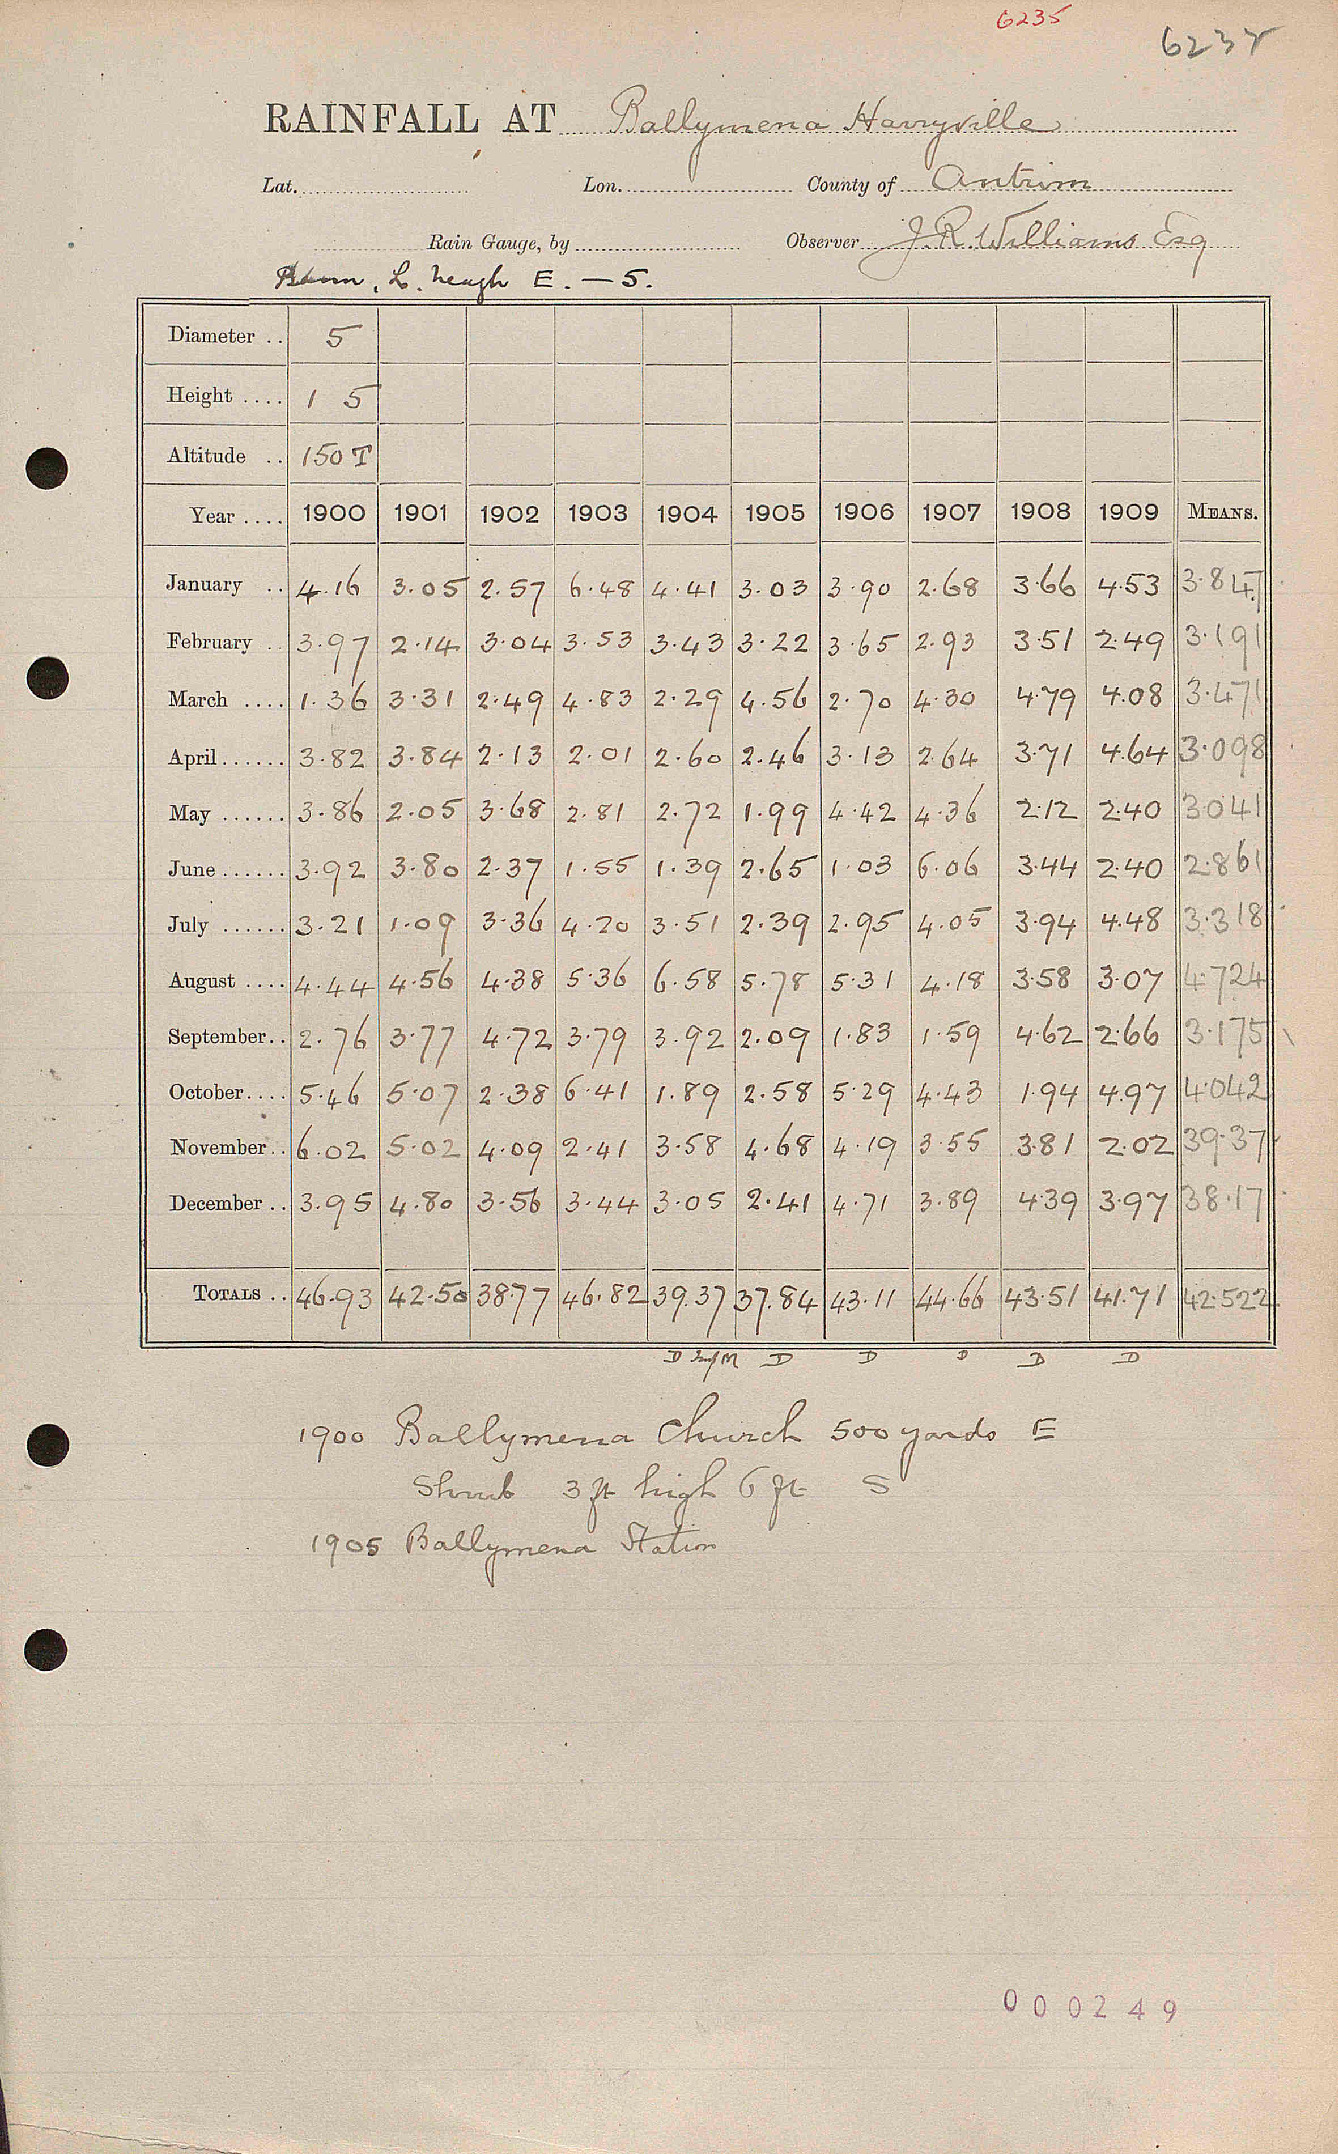 6235
6237
RAINFALL AT Ballymena Harryville
Lat. Lon. County of Antrim
Rain Gauge, by Observer J. R. Williams Esq
Bann, L. Neagh E. — 5.
Diameter .. 5
Height .... 1 5
Altitude .. 150 T
Year .... 1900 1901 1902 1903 1904 1905 1906 1907 1908 1909 MEANS.
January .. 4.16 3.05 2.57 6.48 4.41 3.03 3.90 2.68 3.66 4.53 3.847
February .. 3.97 2.14 3.04 3.53 3.43 3.22 3.65 2.93 3.51 2.49 3.191
March .... 1.36 3.31 2.49 4.83 2.29 4.56 2.70 4.30 4.79 4.08 3.471
April ...... 3.82 3.84 2.13 2.01 2.60 2.46 3.13 2.64 3.71 4.64 3.098
May ...... 3.86 2.05 3.68 2.81 2.72 1.99 4.42 4.36 2.12 2.40 3.041
June ...... 3.92 3.80 2.37 1.55 1.39 2.65 1.03 6.06 3.44 2.40 2.861
July ...... 3.21 1.09 3.36 4.20 3.51 2.39 2.95 4.05 3.94 4.48 3.318
August .... 4.44 4.56 4.38 5.36 6.58 5.78 5.31 4.18 3.58 3.07 4.724
September .. 2.76 3.77 4.72 3.79 3.92 2.09 1.83 1.59 4.62 2.66 3.175
October .... 5.46 5.07 2.38 6.41 1.89 2.58 5.29 4.43 1.94 4.97 4.042
November .. 6.02 5.02 4.09 2.41 3.58 4.68 4.19 3.55 3.81 2.02 39.37
December .. 3.95 4.80 3.56 3.44 3.05 2.41 4.71 3.89 4.39 3.97 38.17
TOTALS .. 46.93 42.50 38.77 46.82 39.37 37.84 43.11 44.66 43.51 41.71 42.522
D D D D D D
1900 Ballymena Church 500 yards E
Shrub 3 ft high 6 ft S
1905 Ballymena Station
000249